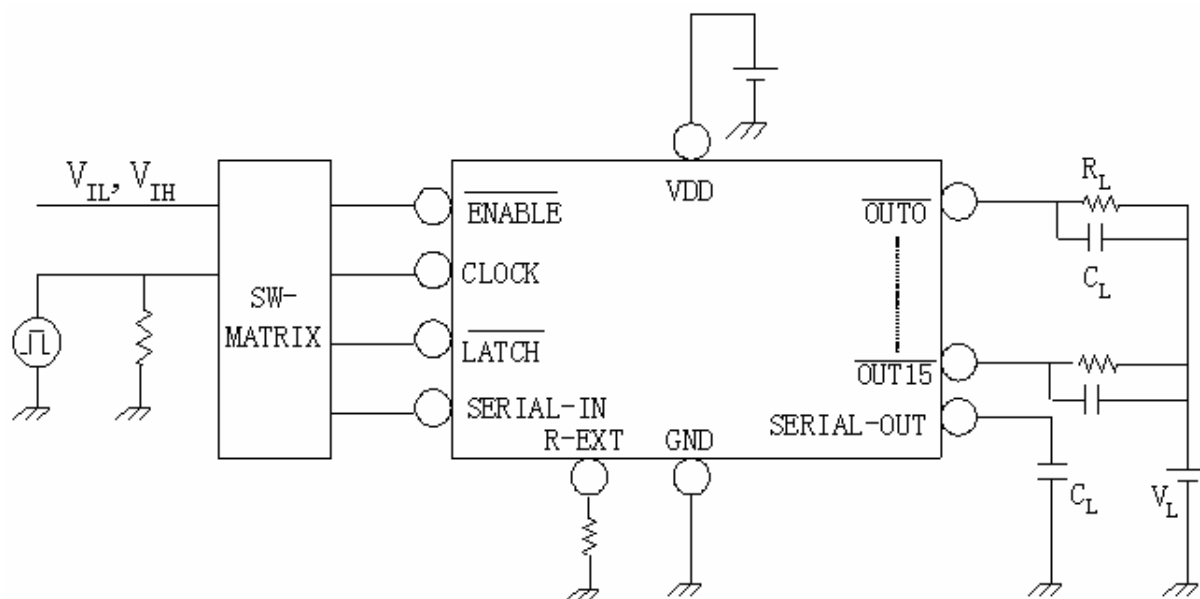 V_IL, V_IH
SW-
MATRIX
ENABLE
CLOCK
LATCH
SERIAL-IN
R-EXT
GND
VDD
OUT0
OUT15
SERIAL-OUT
R_L
C_L
C_L
V_L